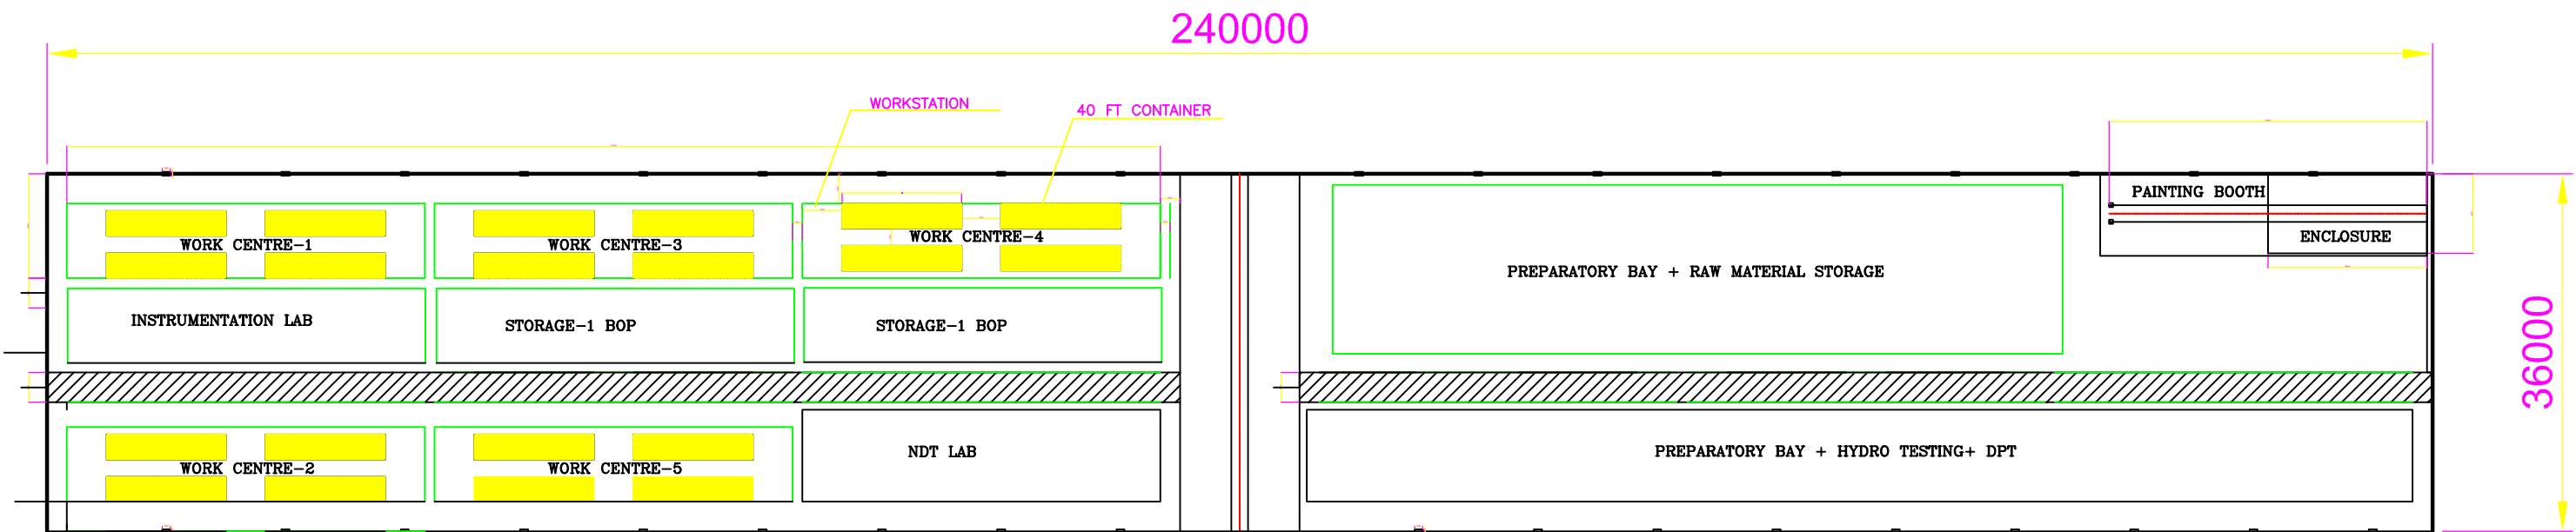 240000
WORKSTATION
40 FT CONTAINER
PAINTING BOOTH
WORK CENTRE-1
WORK CENTRE-3
WORK CENTRE-4
ENCLOSURE
PREPARATORY BAY + RAW MATERIAL STORAGE
INSTRUMENTATION LAB
STORAGE-1 BOP
STORAGE-1 BOP
36000
NDT LAB
PREPARATORY BAY + HYDRO TESTING+ DPT
WORK CENTRE-2
WORK CENTRE-5